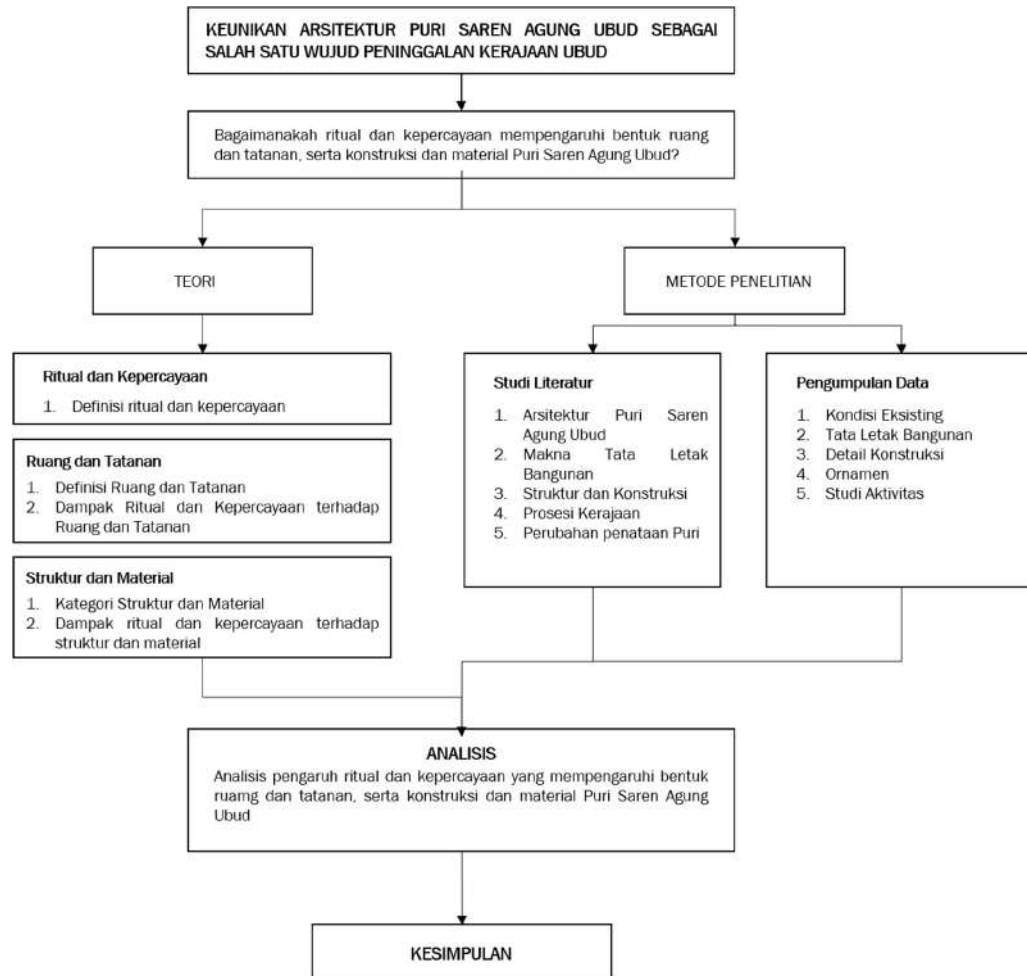 KEUNIKAN ARSITEKTUR PURI SAREN AGUNG UBUD SEBAGAI
SALAH SATU WUJUD PENINGGALAN KERAJAAN UBUD
Bagaimanakah ritual dan kepercayaan mempengaruhi bentuk ruang
dan tatanan, serta konstruksi dan material Puri Saren Agung Ubud?
TEORI
METODE PENELITIAN
Ritual dan Kepercayaan
1. Definisi ritual dan kepercayaan
Ruang dan Tatanan
1. Definisi Ruang dan Tatanan
2. Dampak Ritual dan Kepercayaan terhadap
Ruang dan Tatanan
Struktur dan Material
1. Kategori Struktur dan Material
2. Dampak ritual dan kepercayaan terhadap
struktur dan material
Studi Literatur
1. Arsitektur Puri Saren
Agung Ubud
2. Makna Tata Letak
Bangunan
3. Struktur dan Konstruksi
4. Prosesi Kerajaan
5. Perubahan penataan Puri
Pengumpulan Data
1. Kondisi Eksisting
2. Tata Letak Bangunan
3. Detail Konstruksi
4. Ornamen
5. Studi Aktivitas
ANALISIS
Analisis pengaruh ritual dan kepercayaan yang mempengaruhi bentuk
ruamg dan tatanan, serta konstruksi dan material Puri Saren Agung
Ubud
KESIMPULAN